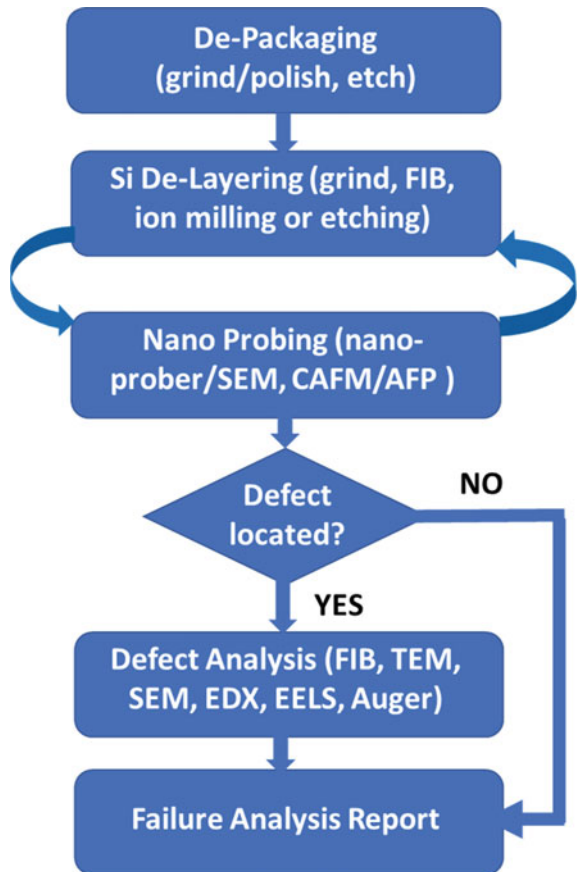 De-Packaging
(grind/polish, etch)
Si De-Layering (grind, FIB,
ion milling or etching)
Nano Probing (nano-
prober/SEM, CAFM/AFP )
Defect
located?
NO
YES
Defect Analysis (FIB, TEM,
SEM, EDX, EELS, Auger)
Failure Analysis Report